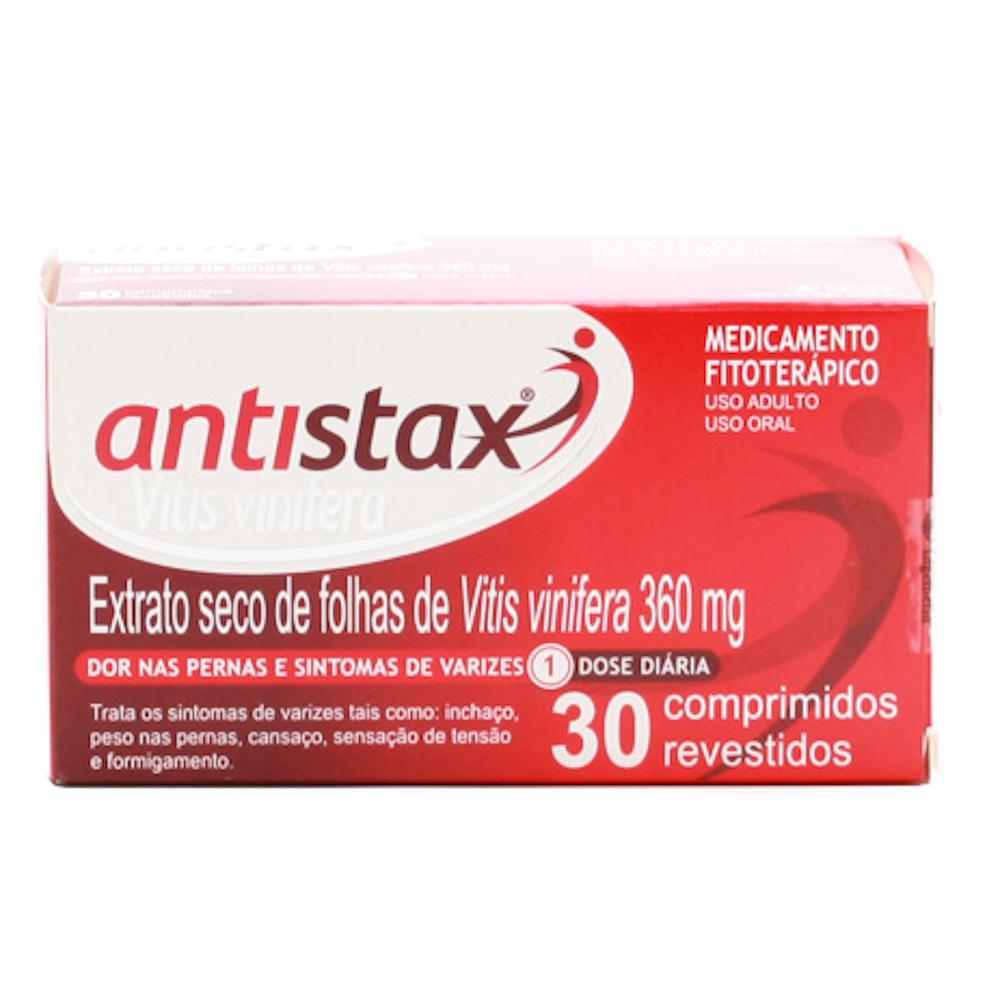 Extrato seco de folhas de Vitis vinifera 360 mg
antistax®
Vitis vinifera
MEDICAMENTO
FITOTERÁPICO
USO ADULTO
USO ORAL
Extrato seco de folhas de Vitis vinifera 360 mg
DOR NAS PERNAS E SINTOMAS DE VARIZES 1 DOSE DIÁRIA
Trata os sintomas de varizes tais como: inchaço,
peso nas pernas, cansaço, sensação de tensão
e formigamento.
30 comprimidos
revestidos